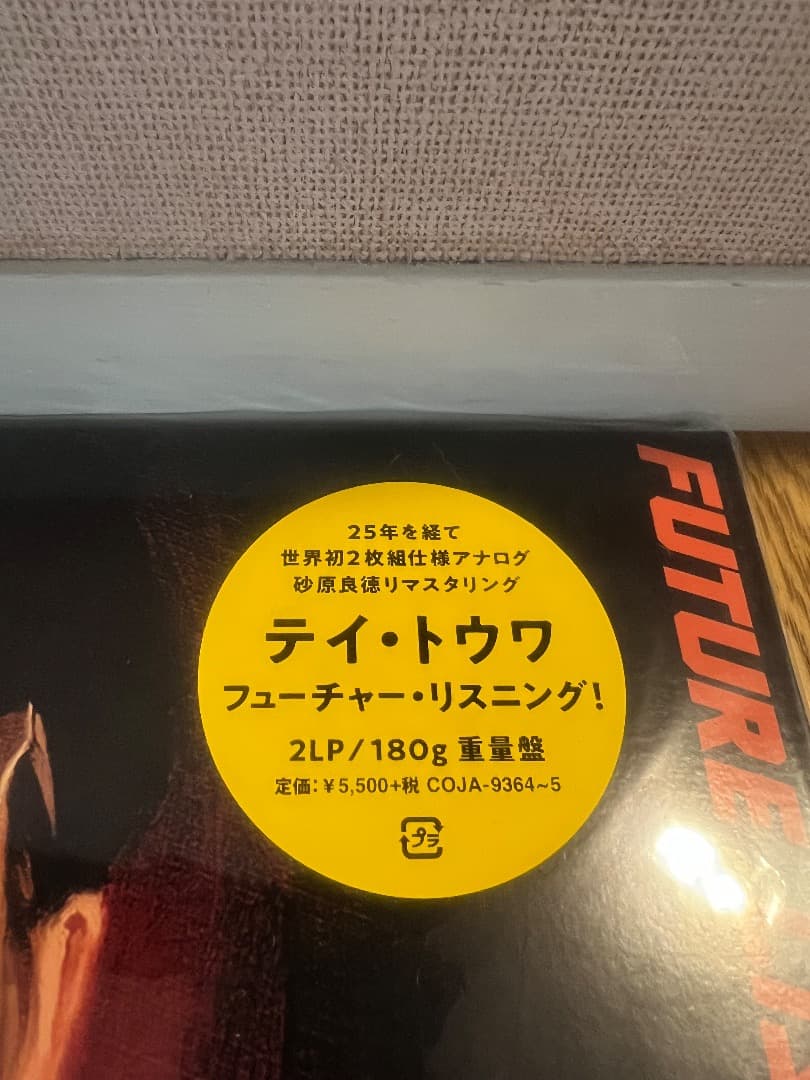 25年を経て
世界初2枚組仕様アナログ
砂原良徳リマスタリング
テイ・トウワ
フューチャー・リスニング!
2LP/180g 重量盤
定価:¥5,500+税 COJA-9364~5
プラ
FUTURE